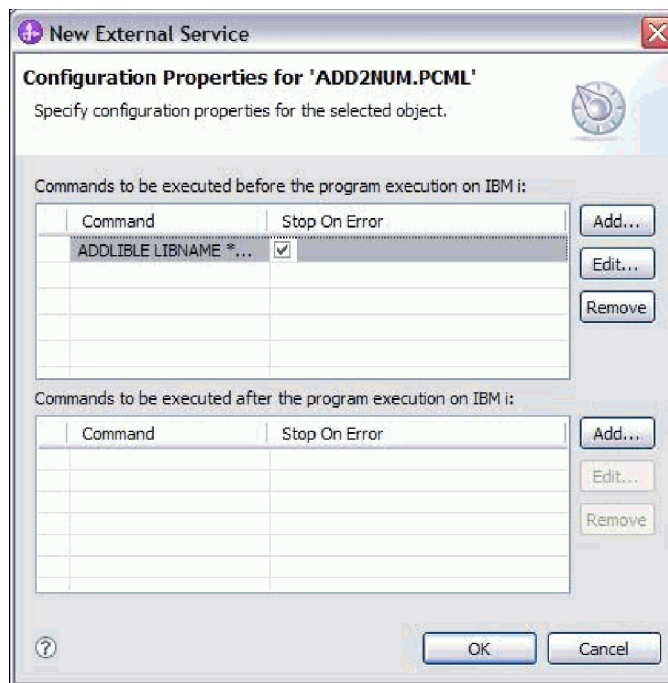 New External Service
Configuration Properties for 'ADD2NUM.PCML'
Specify configuration properties for the selected object.
Commands to be executed before the program execution on IBM i:
Command Stop On Error
Add...
ADDLIBLE LIBNAME *...
Edit...
Remove
Commands to be executed after the program execution on IBM i:
Command Stop On Error
Add...
Edit...
Remove
? OK Cancel